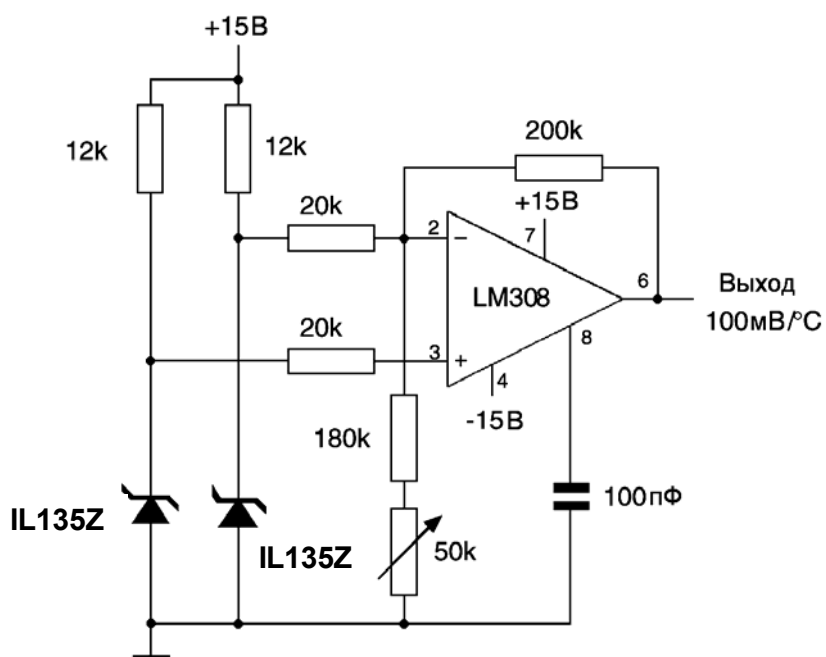 +15В
12k
12k
200k
20k
+15В
2
−
7
6
Выход
LM308
100мВ/°C
20k
3
+
8
4
-15В
180k
100пФ
IL135Z
50k
IL135Z